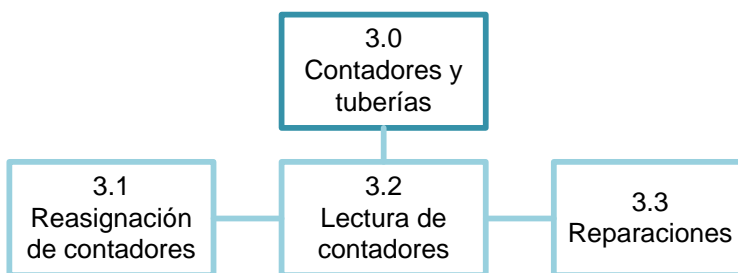 3.0
Contadores y
tuberías
3.1
Reasignación
de contadores
3.2
Lectura de
contadores
3.3
Reparaciones